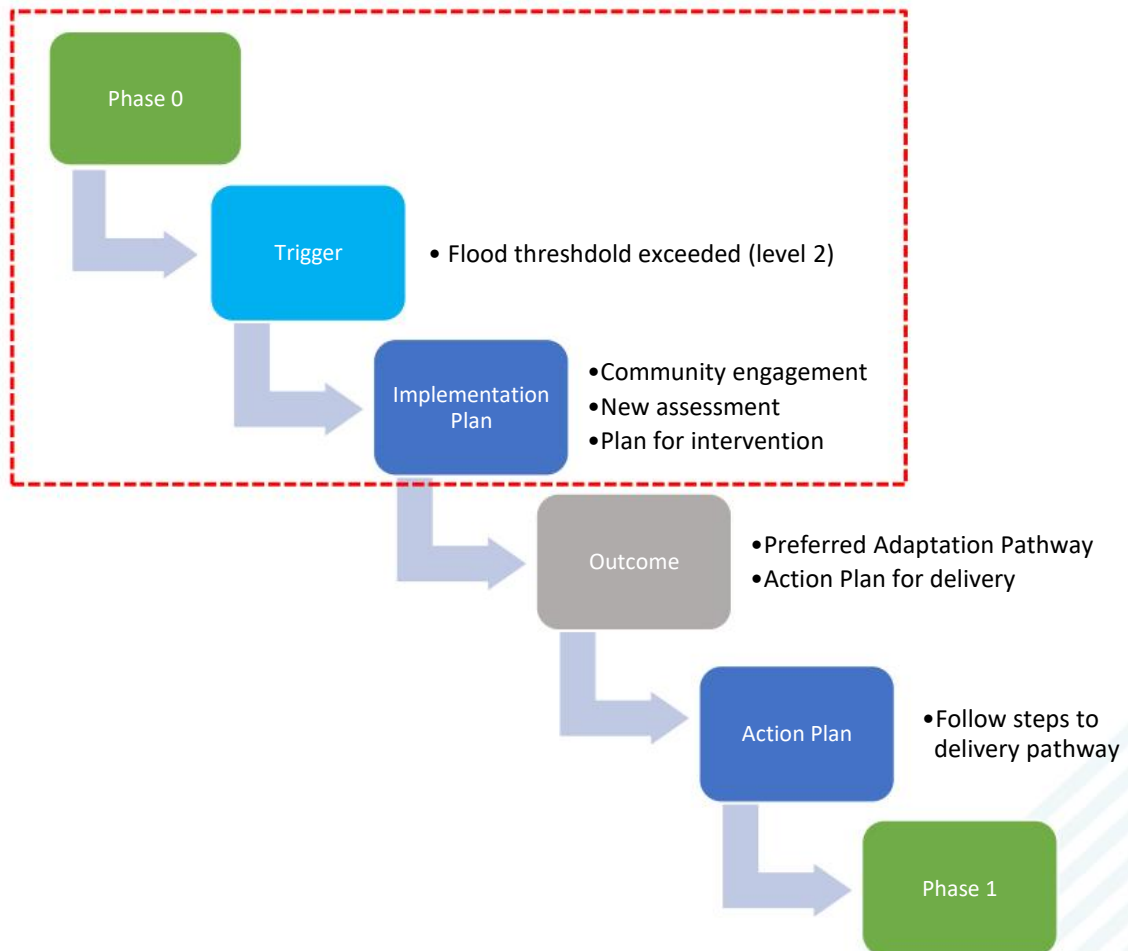 Phase 0
Trigger
• Flood threshdold exceeded (level 2)
Implementation
Plan
•Community engagement
•New assessment
•Plan for intervention
Outcome
•Preferred Adaptation Pathway
•Action Plan for delivery
Action Plan
•Follow steps to
delivery pathway
Phase 1